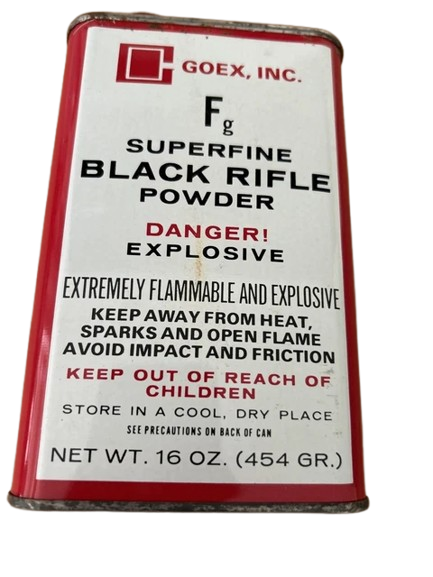 GOEX, INC.
Fg
SUPERFINE
BLACK RIFLE
POWDER
DANGER!
EXPLOSIVE
EXTREMELY FLAMMABLE AND EXPLOSIVE
KEEP AWAY FROM HEAT,
SPARKS AND OPEN FLAME
AVOID IMPACT AND FRICTION
KEEP OUT OF REACH OF
CHILDREN
STORE IN A COOL, DRY PLACE
SEE PRECAUTIONS ON BACK OF CAN
NET WT. 16 OZ. (454 GR.)